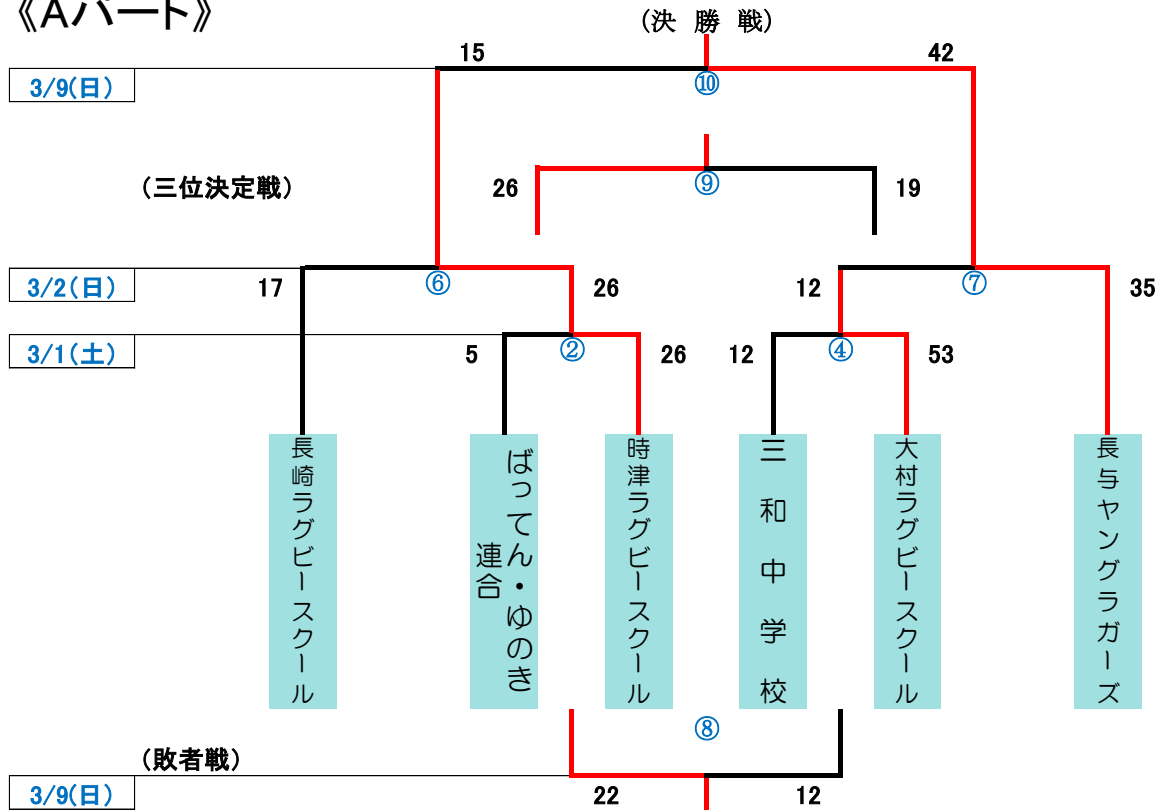 《Aパート》
(決 勝 戦)
15
42
3/9(日)
⑩
(三位決定戦)
26
⑨
19
3/2(日)
17
⑥
26
12
⑦
35
3/1(土)
5
②
26
12
④
53
長崎ラグビースクール
ばってん・ゆのき
連合
時津ラグビースクール
三和中学校
大村ラグビースクール
長与ヤングラガーズ
⑧
(敗者戦)
3/9(日)
22
12